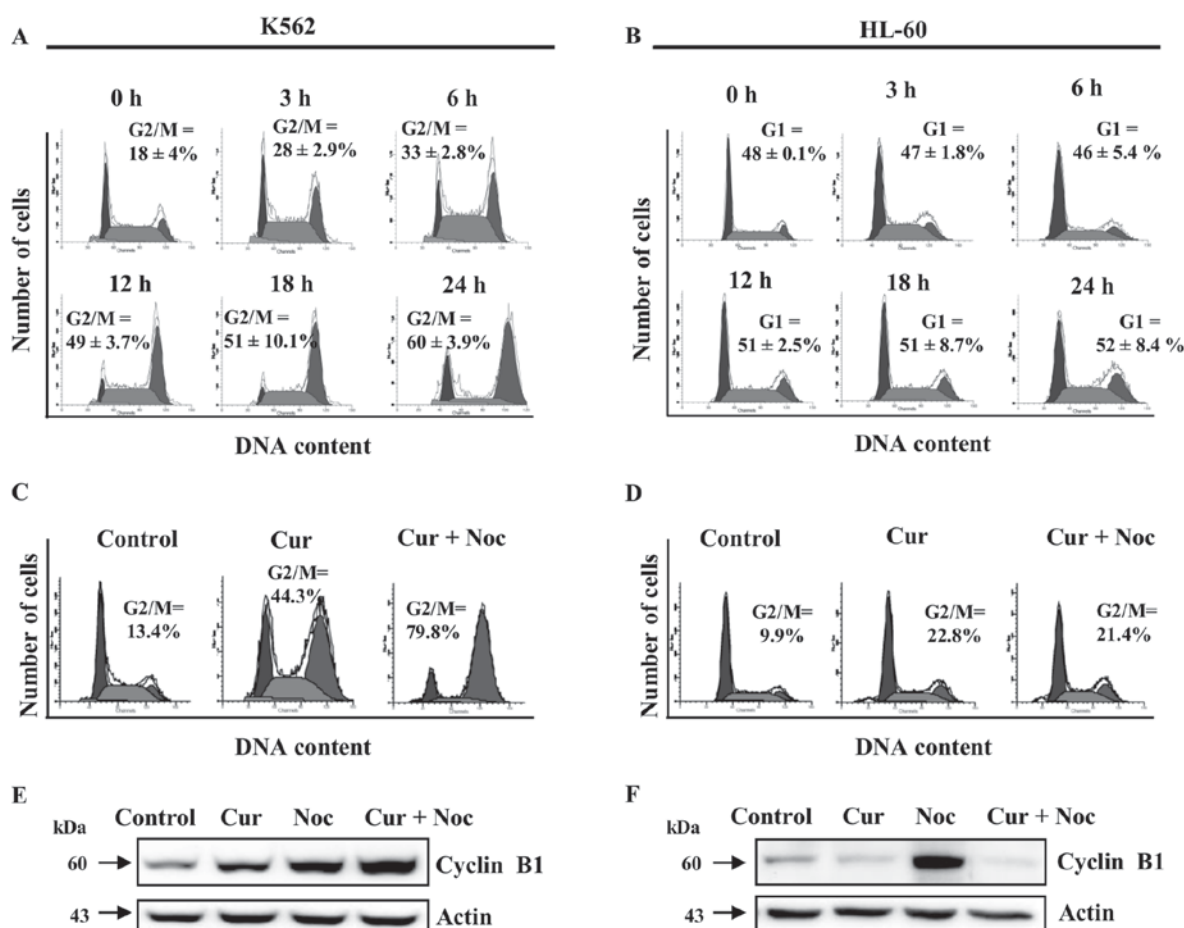 A
K562
0 h
3 h
6 h
G2/M =
18 ± 4%
G2/M =
28 ± 2.9%
G2/M =
33 ± 2.8%
Number of cells
Channels
12 h
18 h
24 h
G2/M =
49 ± 3.7%
G2/M =
51 ± 10.1%
G2/M =
60 ± 3.9%
Channels
DNA content
B
HL-60
0 h
3 h
6 h
G1 =
48 ± 0.1%
G1 =
47 ± 1.8%
G1 =
46 ± 5.4 %
Number of cells
Channels
12 h
18 h
24 h
G1 =
51 ± 2.5%
G1 =
51 ± 8.7%
G1 =
52 ± 8.4 %
Channels
DNA content
C
Control
Cur
Cur + Noc
G2/M=
13.4%
G2/M=
44.3%
G2/M=
79.8%
Number of cells
Channels
DNA content
D
Control
Cur
Cur + Noc
G2/M=
9.9%
G2/M=
22.8%
G2/M=
21.4%
Number of cells
Channels
DNA content
E
kDa
Control Cur Noc Cur + Noc
60 Cyclin B1
43 Actin
F
kDa
Control Cur Noc Cur + Noc
60 Cyclin B1
43 Actin